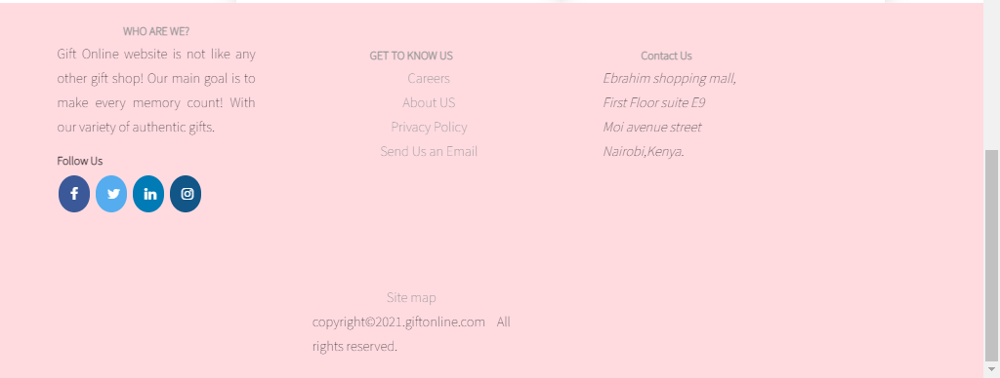 WHO ARE WE?
Gift Online website is not like any
other gift shop! Our main goal is to
make every memory count! With
our variety of authentic gifts.
Follow Us
GET TO KNOW US
Careers
About US
Privacy Policy
Send Us an Email
Contact Us
Ebrahim shopping mall,
First Floor suite E9
Moi avenue street
Nairobi,Kenya.
Site map
copyright©2021.giftonline.com All
rights reserved.